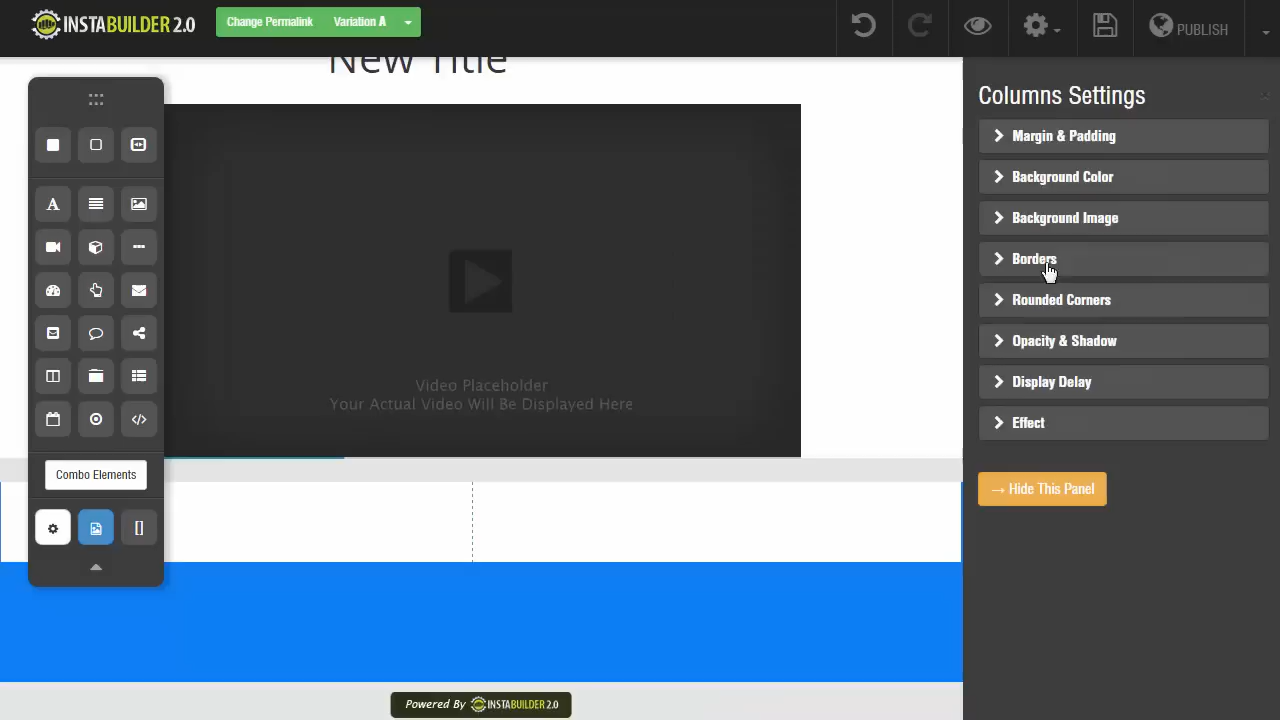 INSTABUILDER 2.0
Change Permalink Variation A
PUBLISH
New Title
Columns Settings
Margin & Padding
Background Color
Background Image
Borders
Rounded Corners
Opacity & Shadow
Display Delay
Effect
→ Hide This Panel
A
Video Placeholder
Your Actual Video Will Be Displayed Here
</>
Combo Elements
[]
Powered By INSTABUILDER 2.0